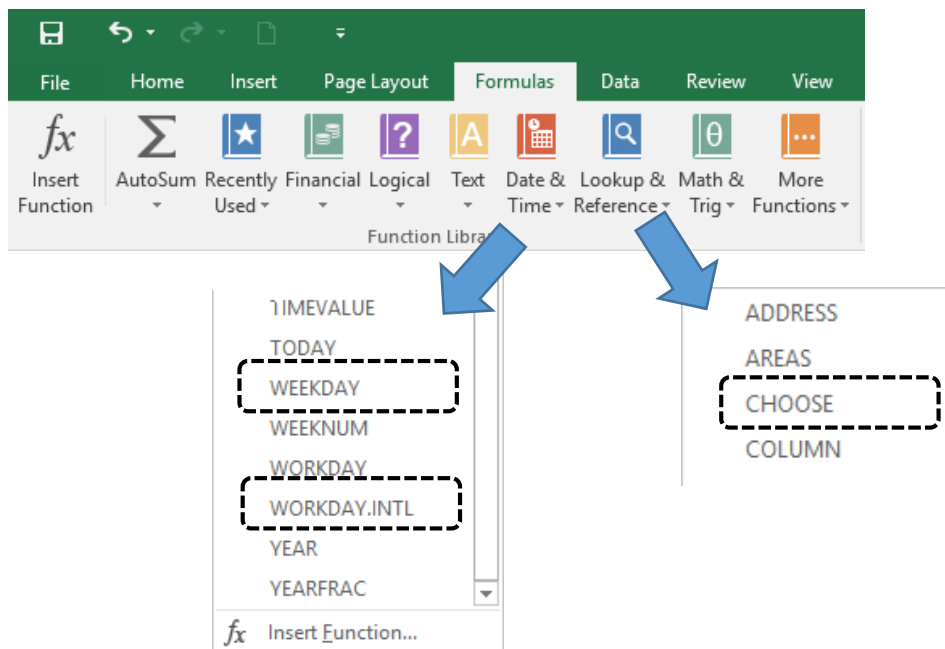 File Home Insert Page Layout Formulas Data Review View
fx Σ ? A θ
Insert AutoSum Recently Financial Logical Text Date & Lookup & Math & More
Function Used Time Reference Trig Functions
Function
TIMEVALUE
TODAY
WEEKDAY
WEEKNUM
WORKDAY
WORKDAY.INTL
YEAR
YEARFRAC
fx Insert Function...
ADDRESS
AREAS
CHOOSE
COLUMN